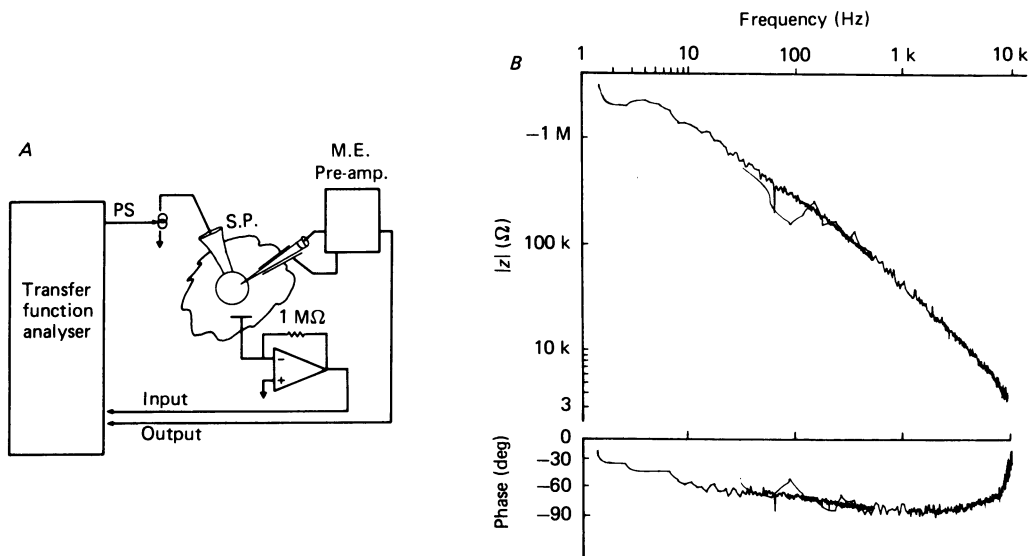 A
Transfer
function
analyser
PS
S.P.
M.E.
Pre-amp.
1 MΩ
−
+
Input
Output
B
Frequency (Hz)
1 10 100 1 k 10 k
|z| (Ω)
−1 M
100 k
10 k
3
Phase (deg)
0
−30
−60
−90